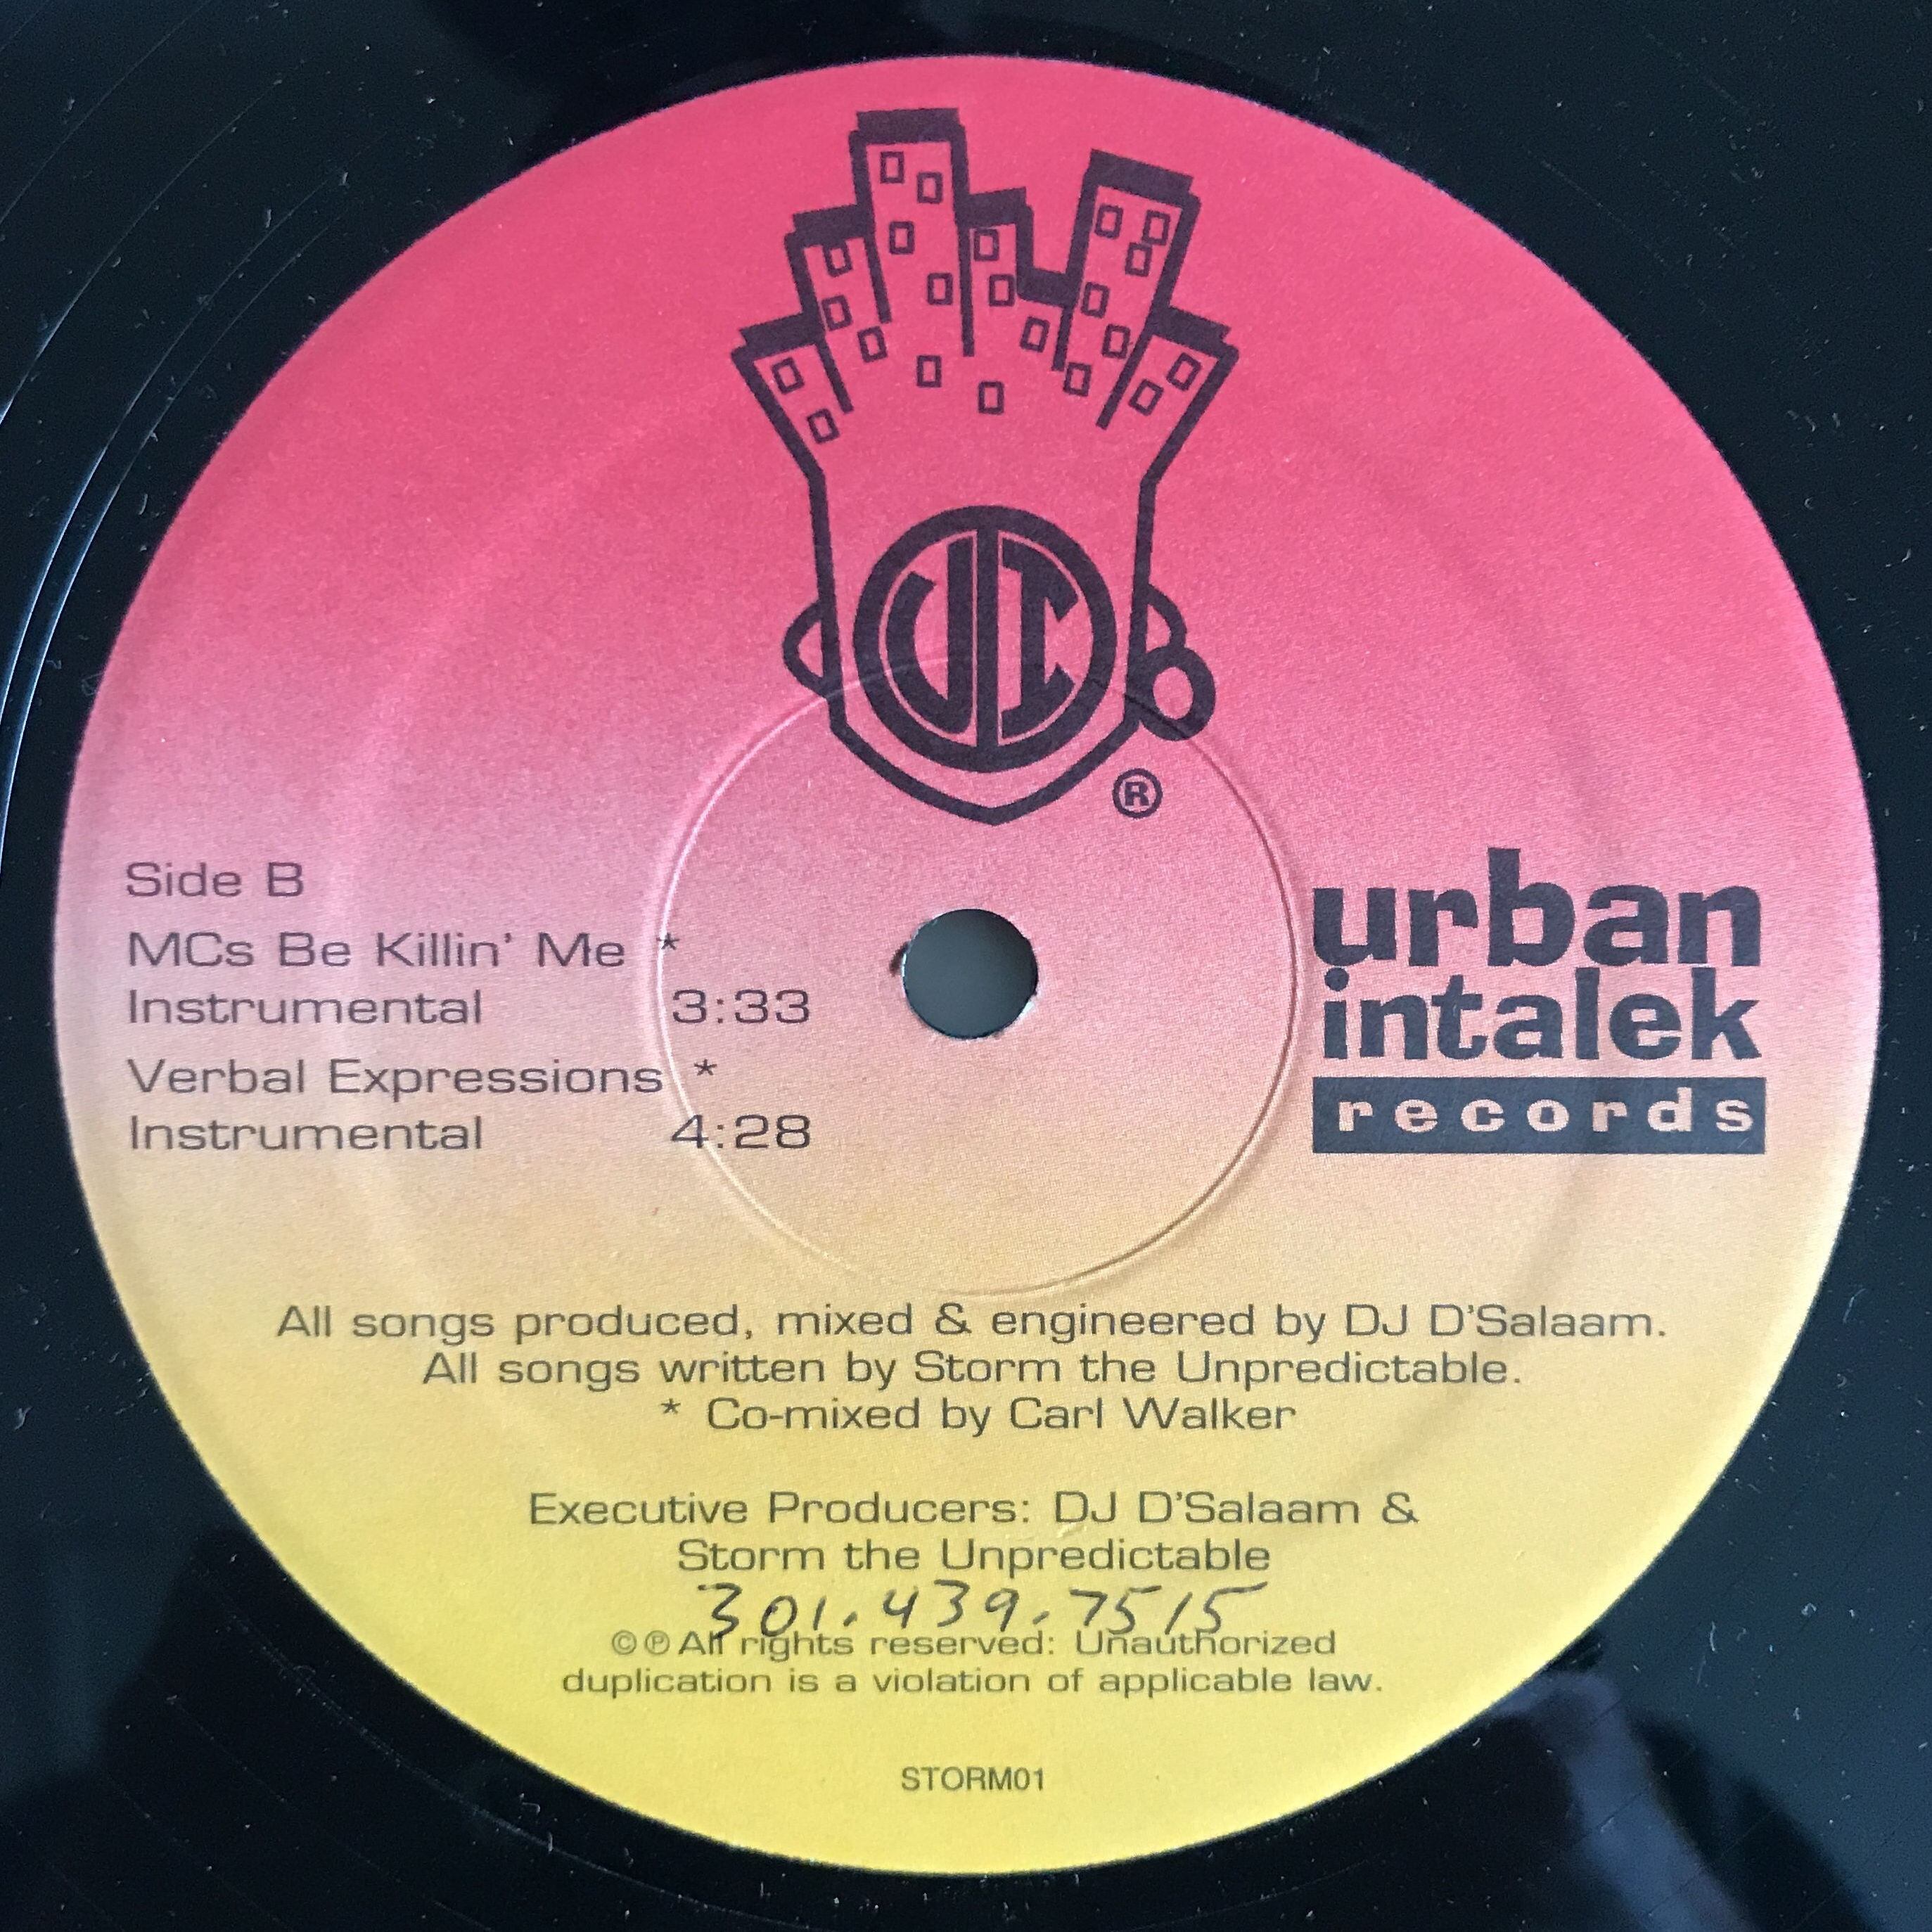 UI
®
Side B
MCs Be Killin' Me *
Instrumental 3:33
Verbal Expressions *
Instrumental 4:28
urban
intalek
records
All songs produced, mixed & engineered by DJ D'Salaam.
All songs written by Storm the Unpredictable.
* Co-mixed by Carl Walker
Executive Producers: DJ D'Salaam &
Storm the Unpredictable
301.439.7515
©℗ All rights reserved: Unauthorized
duplication is a violation of applicable law.
STORM01